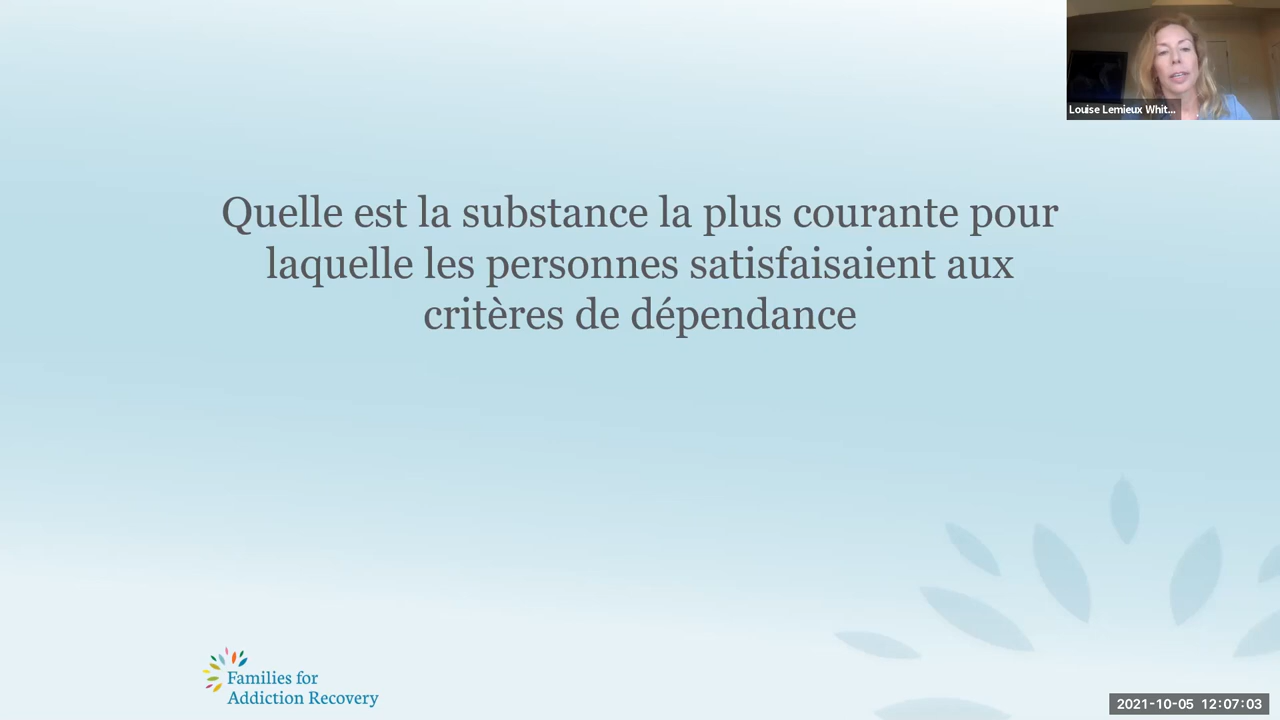 Louise Lemieux Whit...
Quelle est la substance la plus courante pour
laquelle les personnes satisfaisaient aux
critères de dépendance
Families for
Addiction Recovery
2021-10-05 12:07:03